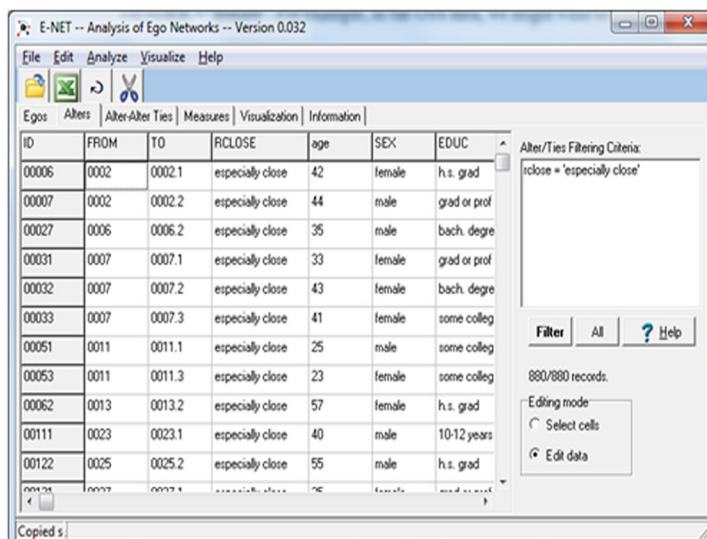 E-NET -- Analysis of Ego Networks -- Version 0.032
File Edit Analyze Visualize Help
Egos Alters Alter-Alter Ties Measures Visualization Information
ID FROM TO RCLOSE age SEX EDUC
00006 0002 0002.1 especially close 42 female h.s. grad
00007 0002 0002.2 especially close 44 male grad or prof
00027 0006 0006.2 especially close 35 male bach. degre
00031 0007 0007.1 especially close 33 female grad or prof
00032 0007 0007.2 especially close 43 female bach. degre
00033 0007 0007.3 especially close 41 female some colleg
00051 0011 0011.1 especially close 25 male some colleg
00053 0011 0011.3 especially close 23 female some colleg
00062 0013 0013.2 especially close 57 female h.s. grad
00111 0023 0023.1 especially close 40 male 10-12 years
00122 0025 0025.2 especially close 55 male h.s. grad
Alter/Ties Filtering Criteria:
rclose = 'especially close'
Filter All ? Help
880/880 records.
Editing mode
Select cells
Edit data
Copied s